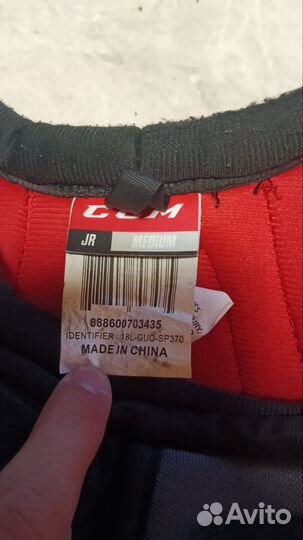 CCM
JR MEDIUM
888600703435
IDENTIFIER : 18L-GUO-SP370
MADE IN CHINA
Avito